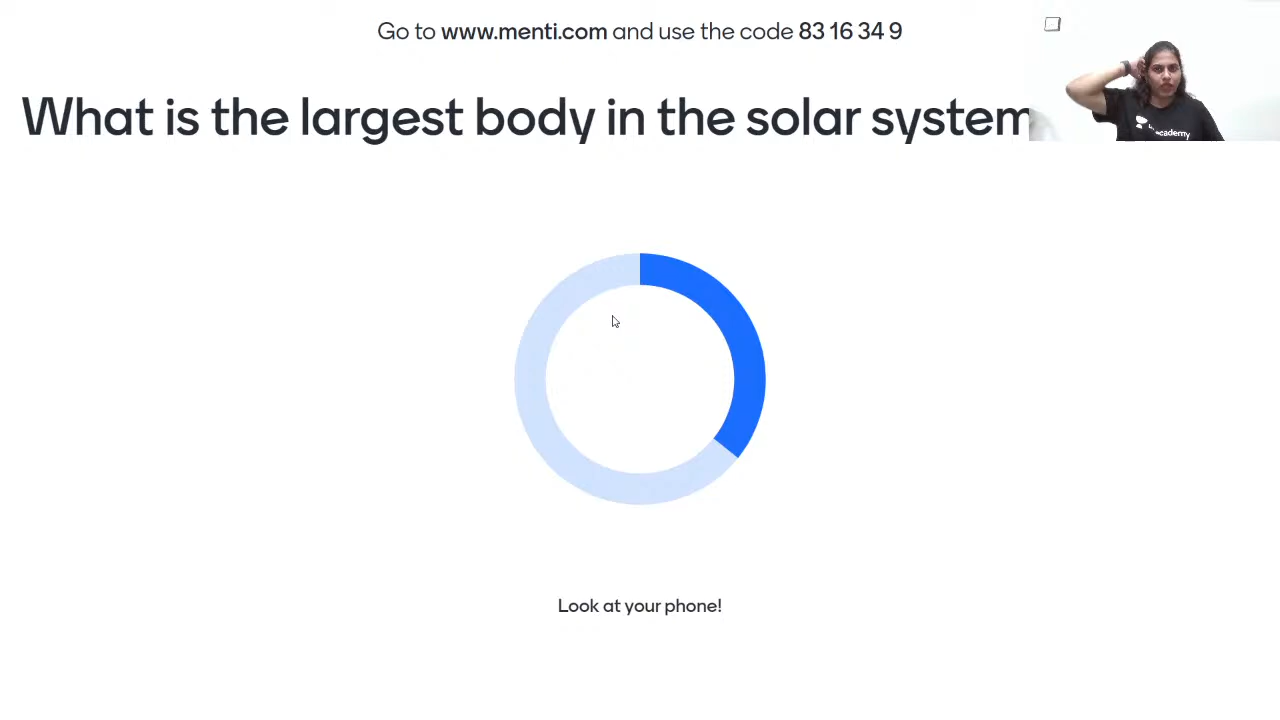 Go to www.menti.com and use the code 83 16 34 9
What is the largest body in the solar system
academy
Look at your phone!